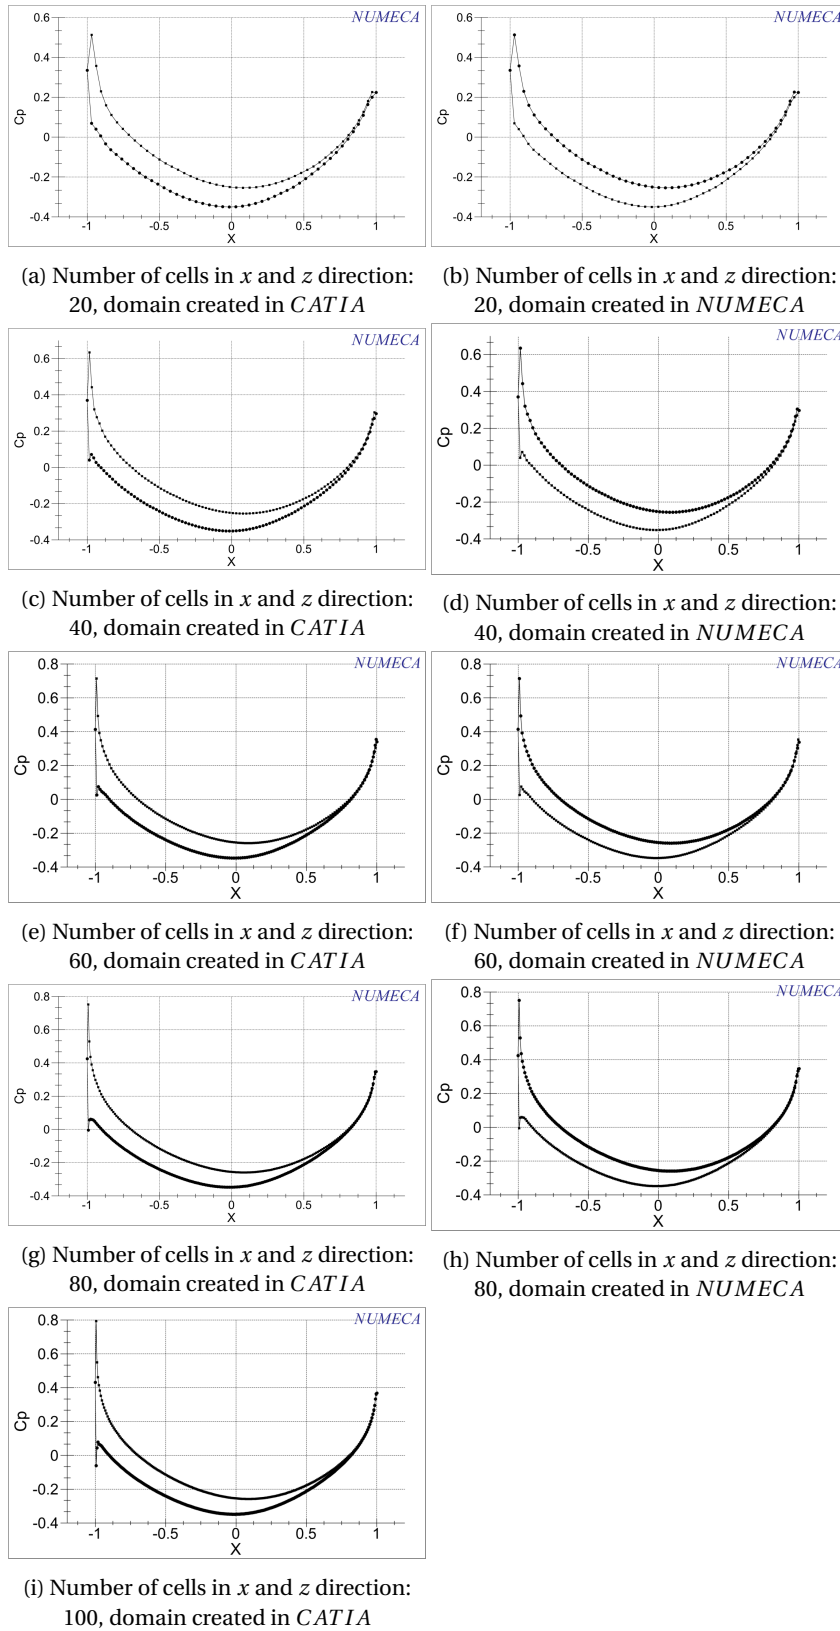 NUMECA
0.6
0.4
0.2
0
-0.2
-0.4
Cp
-1 -0.5 0 0.5 1
X
(a) Number of cells in x and z direction:
20, domain created in CATIA
NUMECA
0.6
0.4
0.2
0
-0.2
-0.4
Cp
-1 -0.5 0 0.5 1
X
(b) Number of cells in x and z direction:
20, domain created in NUMECA
NUMECA
0.6
0.4
0.2
0
-0.2
-0.4
Cp
-1 -0.5 0 0.5 1
X
(c) Number of cells in x and z direction:
40, domain created in CATIA
NUMECA
0.6
0.4
0.2
0
-0.2
-0.4
Cp
-1 -0.5 0 0.5 1
X
(d) Number of cells in x and z direction:
40, domain created in NUMECA
NUMECA
0.8
0.6
0.4
0.2
0
-0.2
-0.4
Cp
-1 -0.5 0 0.5 1
X
(e) Number of cells in x and z direction:
60, domain created in CATIA
NUMECA
0.8
0.6
0.4
0.2
0
-0.2
-0.4
Cp
-1 -0.5 0 0.5 1
X
(f) Number of cells in x and z direction:
60, domain created in NUMECA
NUMECA
0.8
0.6
0.4
0.2
0
-0.2
-0.4
Cp
-1 -0.5 0 0.5 1
X
(g) Number of cells in x and z direction:
80, domain created in CATIA
NUMECA
0.8
0.6
0.4
0.2
0
-0.2
-0.4
Cp
-1 -0.5 0 0.5 1
X
(h) Number of cells in x and z direction:
80, domain created in NUMECA
NUMECA
0.8
0.6
0.4
0.2
0
-0.2
-0.4
Cp
-1 -0.5 0 0.5 1
X
(i) Number of cells in x and z direction:
100, domain created in CATIA